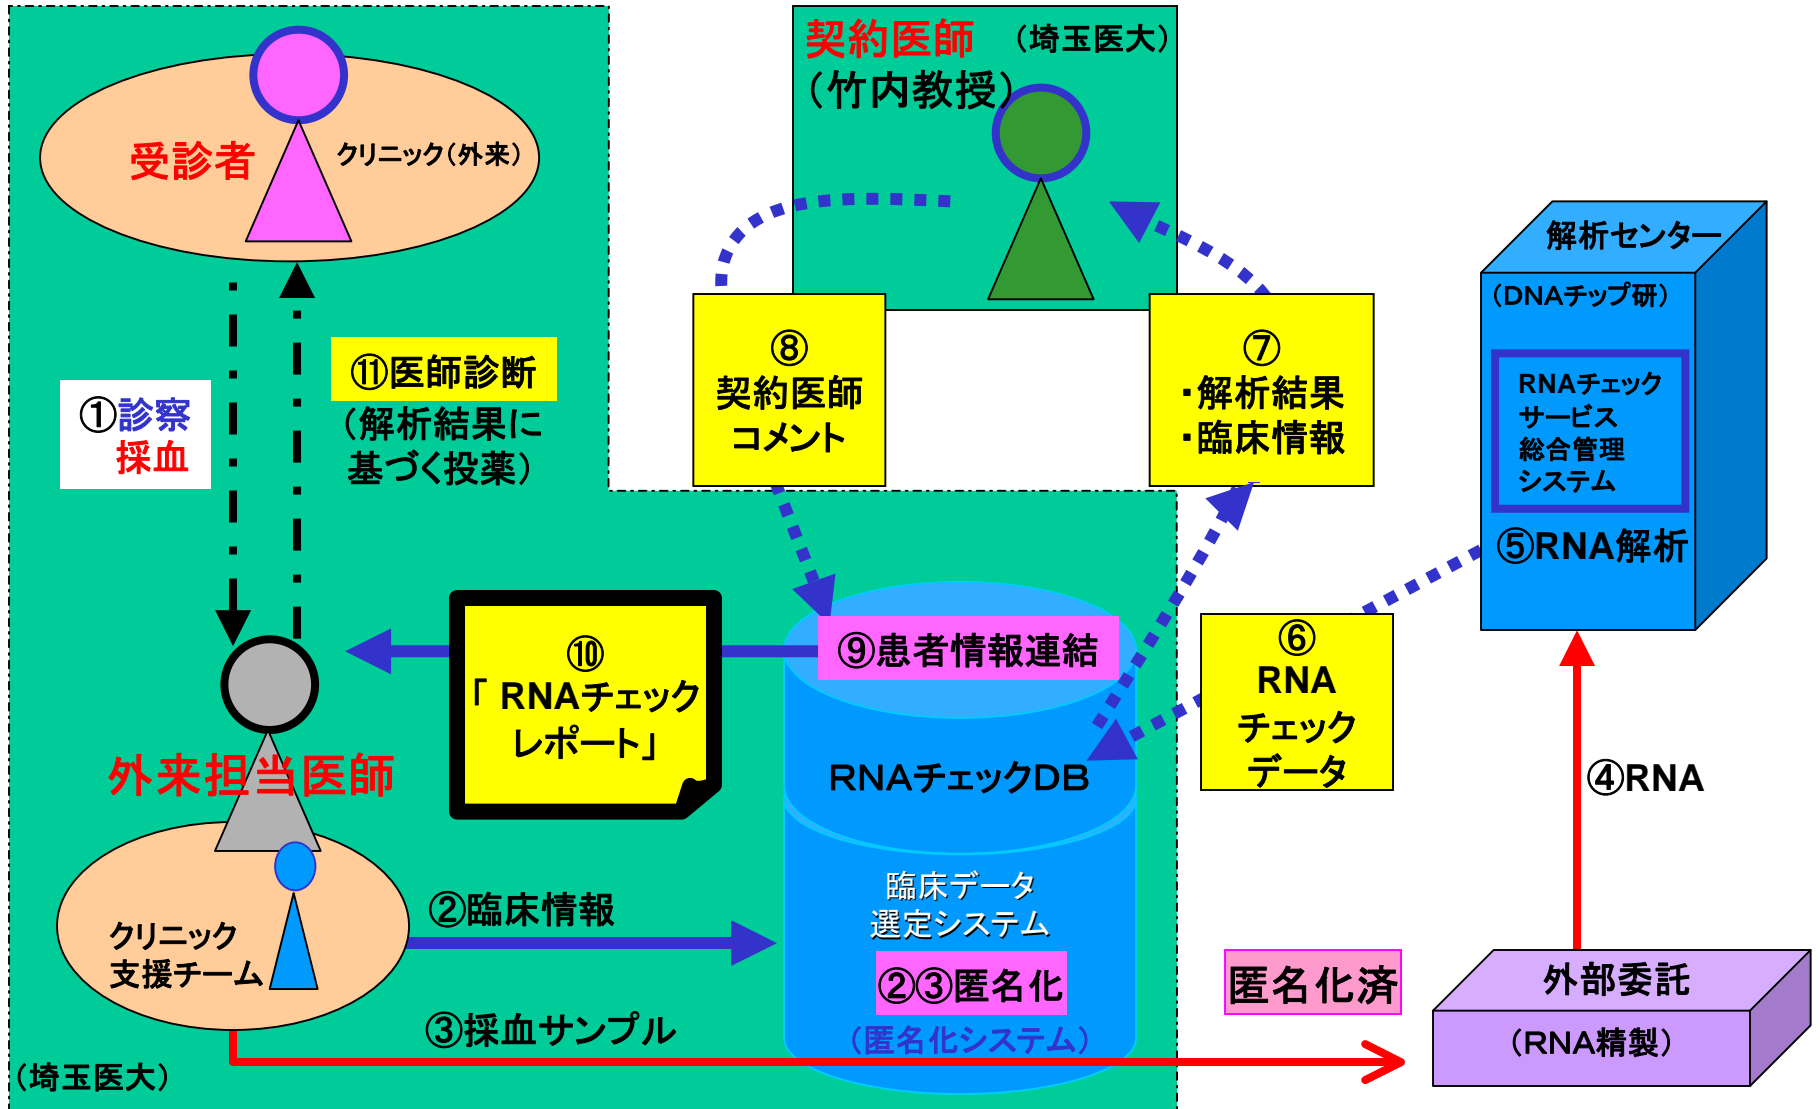 契約医師 (埼玉医大)
(竹内教授)
受診者
クリニック(外来)
解析センター
(DNAチップ研)
RNAチェック
サービス
総合管理
システム
⑤RNA解析
①診察
採血
⑪医師診断
(解析結果に
基づく投薬)
⑧
契約医師
コメント
⑦
・解析結果
・臨床情報
⑥
RNA
チェック
データ
⑨患者情報連結
⑩
「 RNAチェック
レポート」
外来担当医師
RNAチェックDB
④RNA
臨床データ
選定システム
②臨床情報
クリニック
支援チーム
②③匿名化
(匿名化システム)
匿名化済
外部委託
(RNA精製)
③採血サンプル
(埼玉医大)